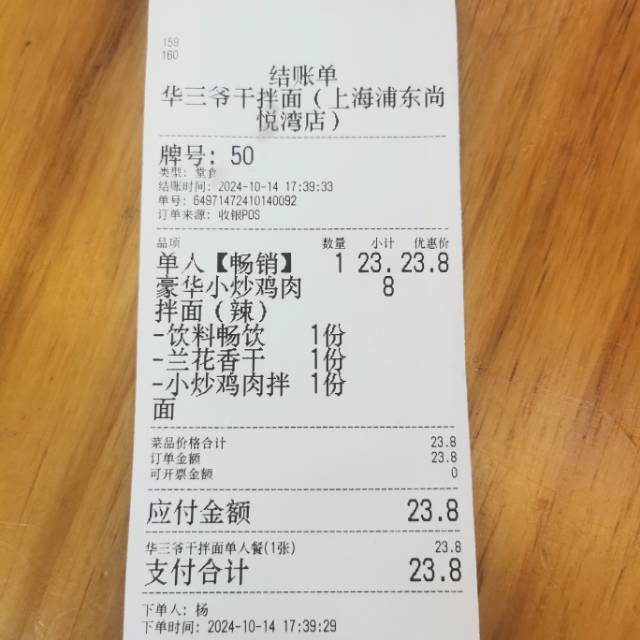 159
160
结账单
华三爷干拌面（上海浦东尚
悦湾店）
牌号: 50
类型: 堂食
结账时间: 2024-10-14 17:39:33
单号: 64971472410140092
订单来源: 收银POS
品项 数量 小计 优惠价
单人【畅销】 1 23. 23.8
豪华小炒鸡肉 8
拌面（辣）
-饮料畅饮 1份
-兰花香干 1份
-小炒鸡肉拌 1份
面
菜品价格合计 23.8
订单金额 23.8
可开票金额 0
应付金额 23.8
华三爷干拌面单人餐(1张) 23.8
支付合计 23.8
下单人: 杨
下单时间: 2024-10-14 17:39:29